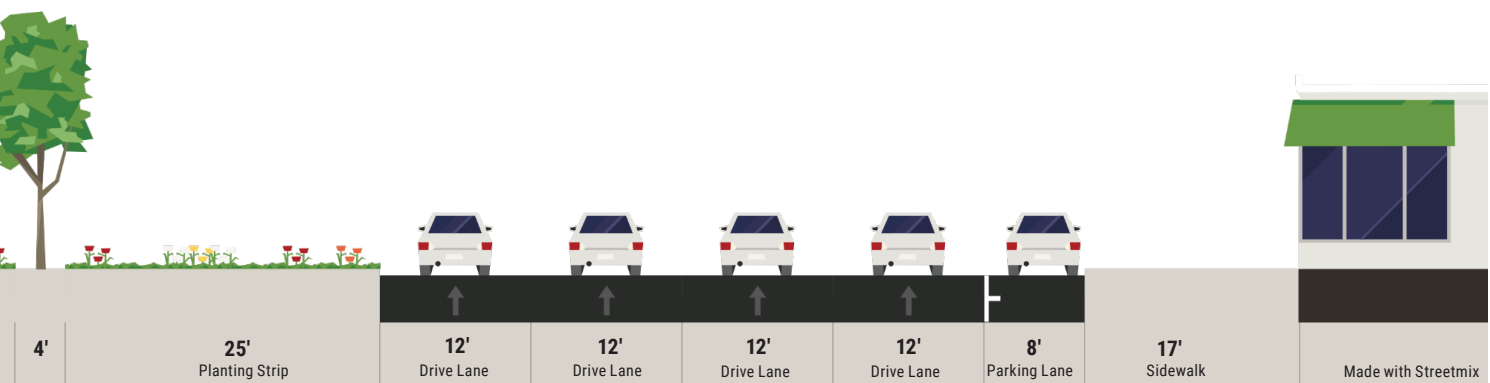 4'
25'
Planting Strip
12'
Drive Lane
12'
Drive Lane
12'
Drive Lane
12'
Drive Lane
8'
Parking Lane
17'
Sidewalk
Made with Streetmix